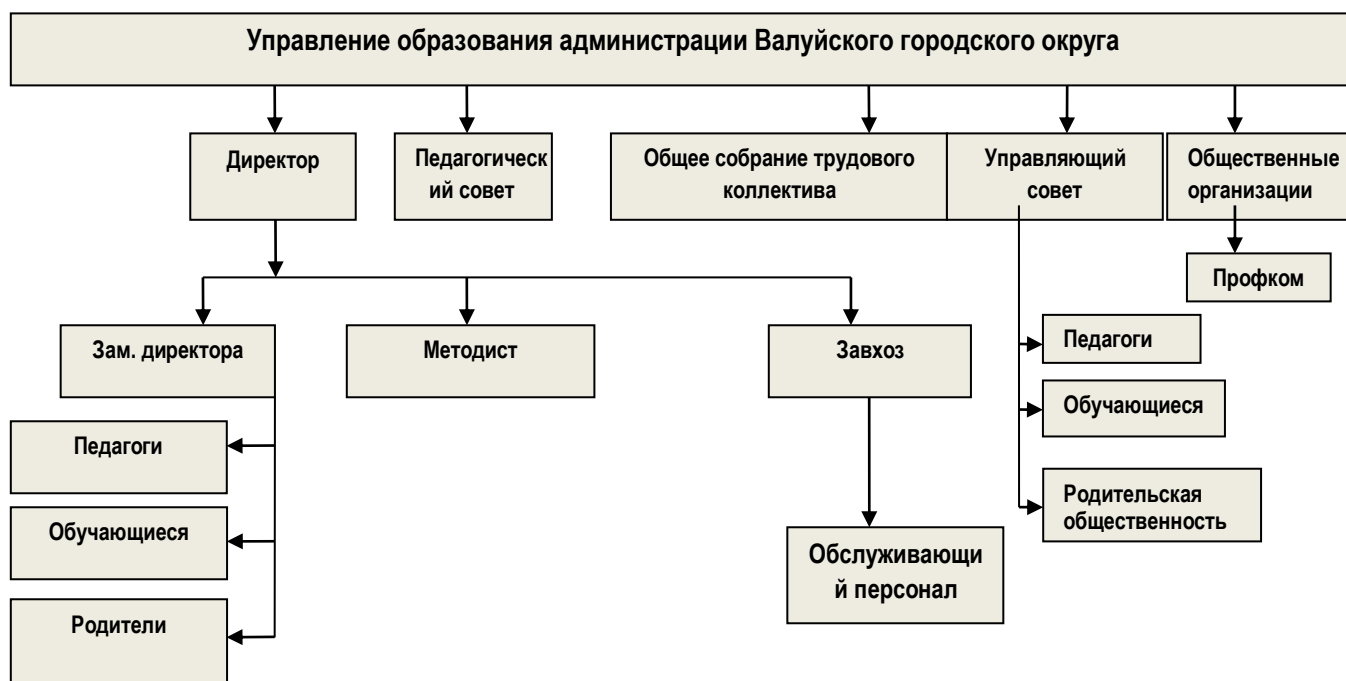 Управление образования администрации Валуйского городского округа
Директор
Педагогическ
ий совет
Общее собрание трудового
коллектива
Управляющий
совет
Общественные
организации
Профком
Зам. директора
Методист
Завхоз
Педагоги
Обучающиеся
Родительская
общественность
Педагоги
Обучающиеся
Родители
Обслуживающи
й персонал